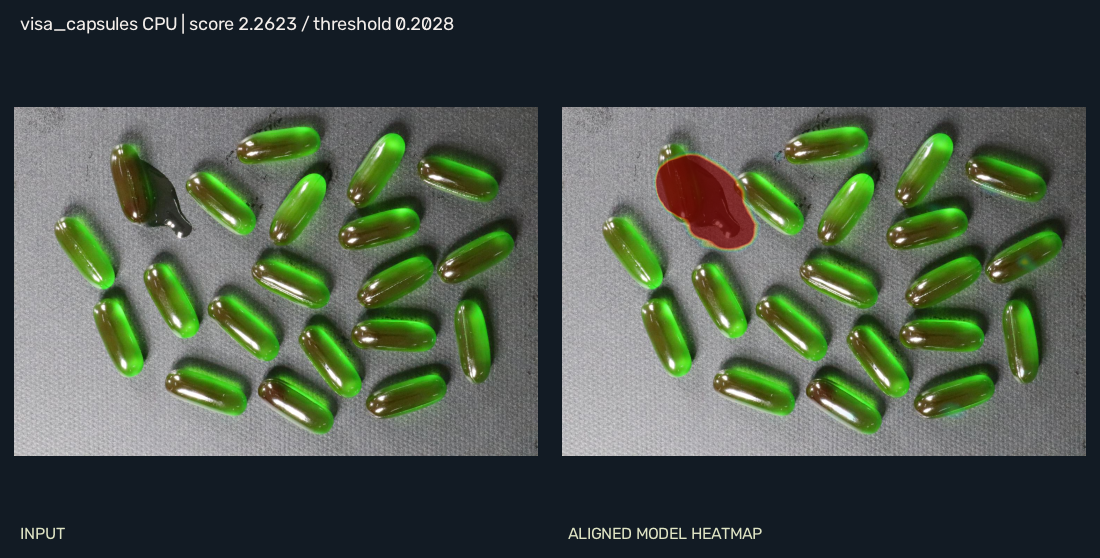 visa_capsules CPU | score 2.2623 / threshold 0.2028
INPUT
ALIGNED MODEL HEATMAP